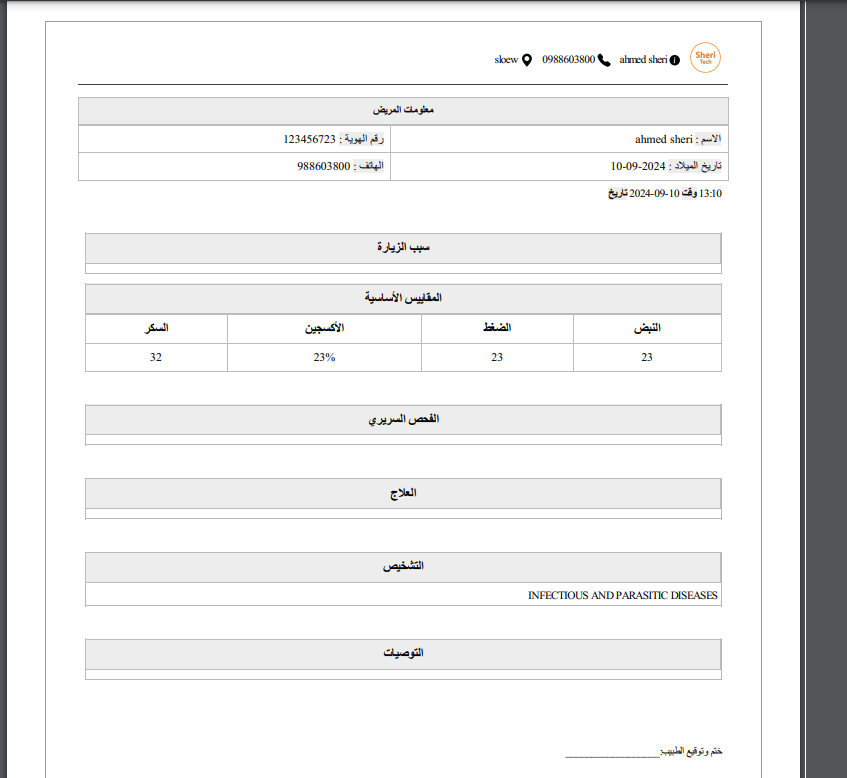 Sheri
Tech
ahmed sheri 0988603800 sloew
معلومات المريض
الاسم : ahmed sheri رقم الهوية : 123456723
تاريخ الميلاد : 2024-09-10 الهاتف : 988603800
13:10 وقت 2024-09-10 تاريخ
سبب الزيارة
المقاييس الأساسية
النبض الضغط الأكسجين السكر
23 23 23% 32
الفحص السريري
العلاج
التشخيص
INFECTIOUS AND PARASITIC DISEASES
التوصيات
ختم وتوقيع الطبيب:__________________